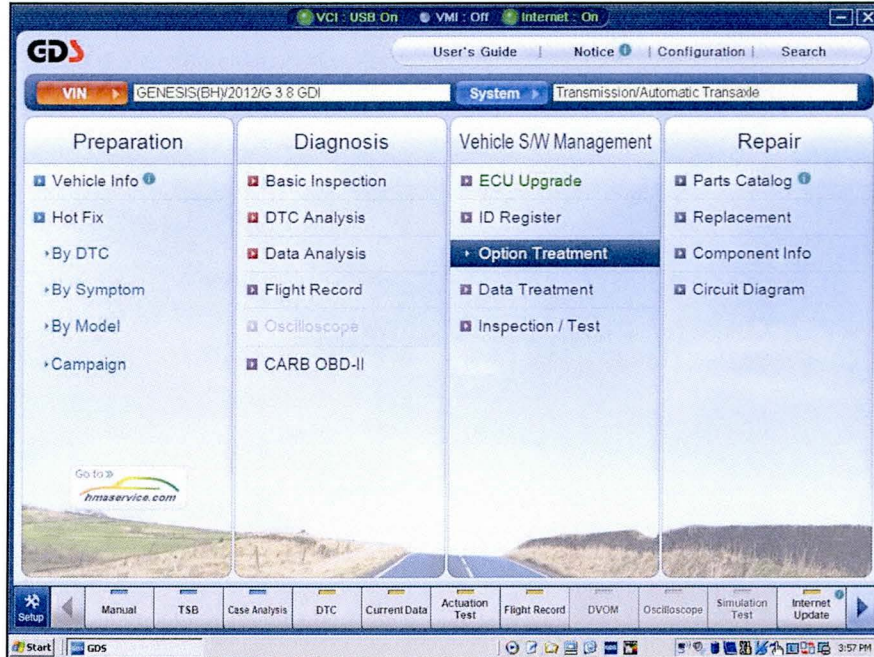 VCI : USB On VMI : Off Internet : On
GDS
User's Guide | Notice | Configuration | Search
VIN GENESIS(BH)/2012/G 3 8 GDI System Transmission/Automatic Transaxle
Preparation
Vehicle Info
Hot Fix
By DTC
By Symptom
By Model
Campaign
Go to »
hmaservice.com
Diagnosis
Basic Inspection
DTC Analysis
Data Analysis
Flight Record
Oscilloscope
CARB OBD-II
Vehicle S/W Management
ECU Upgrade
ID Register
Option Treatment
Data Treatment
Inspection / Test
Repair
Parts Catalog
Replacement
Component Info
Circuit Diagram
Setup Manual TSB Case Analysis DTC Current Data Actuation Test Flight Record DVOM Oscilloscope Simulation Test Internet Update
Start GDS 3:57 PM